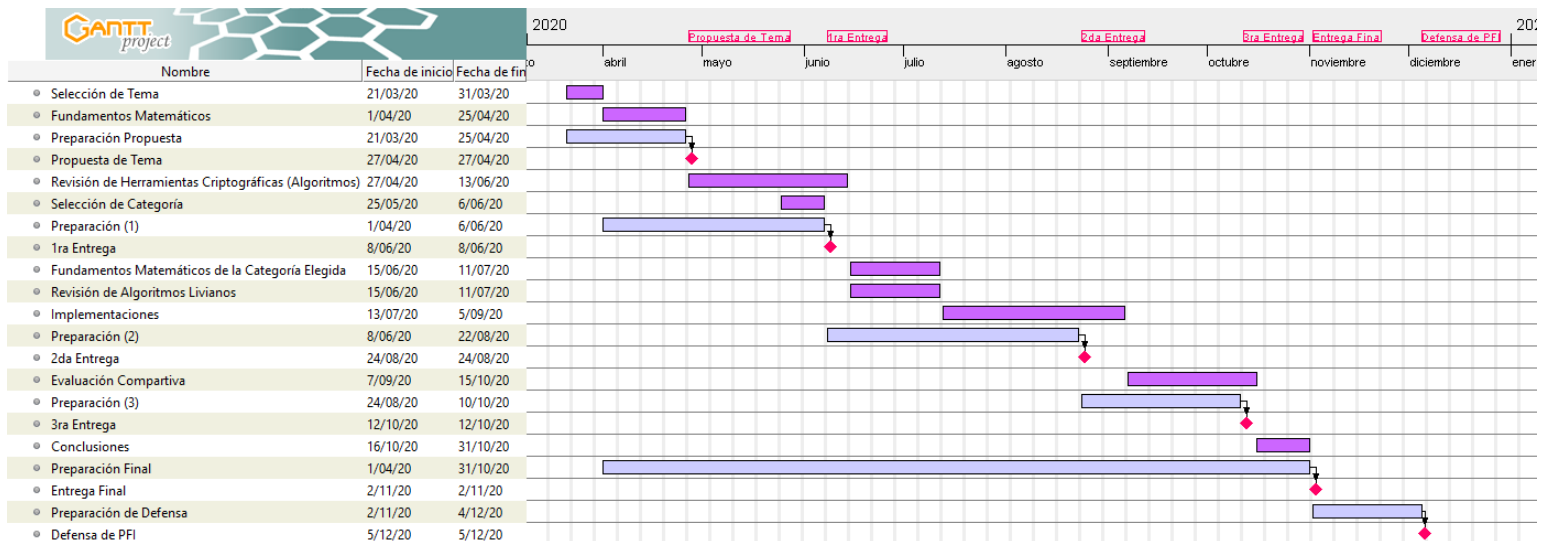 GANTT
project
2020
202
Propuesta de Tema 1ra Entrega 2da Entrega 3ra Entrega Entrega Final Defensa de PFI
Nombre Fecha de inicio Fecha de fin
abril mayo junio julio agosto septiembre octubre noviembre diciembre ener
Selección de Tema 21/03/20 31/03/20
Fundamentos Matemáticos 1/04/20 25/04/20
Preparación Propuesta 21/03/20 25/04/20
Propuesta de Tema 27/04/20 27/04/20
Revisión de Herramientas Criptográficas (Algoritmos) 27/04/20 13/06/20
Selección de Categoría 25/05/20 6/06/20
Preparación (1) 1/04/20 6/06/20
1ra Entrega 8/06/20 8/06/20
Fundamentos Matemáticos de la Categoría Elegida 15/06/20 11/07/20
Revisión de Algoritmos Livianos 15/06/20 11/07/20
Implementaciones 13/07/20 5/09/20
Preparación (2) 8/06/20 22/08/20
2da Entrega 24/08/20 24/08/20
Evaluación Compartiva 7/09/20 15/10/20
Preparación (3) 24/08/20 10/10/20
3ra Entrega 12/10/20 12/10/20
Conclusiones 16/10/20 31/10/20
Preparación Final 1/04/20 31/10/20
Entrega Final 2/11/20 2/11/20
Preparación de Defensa 2/11/20 4/12/20
Defensa de PFI 5/12/20 5/12/20